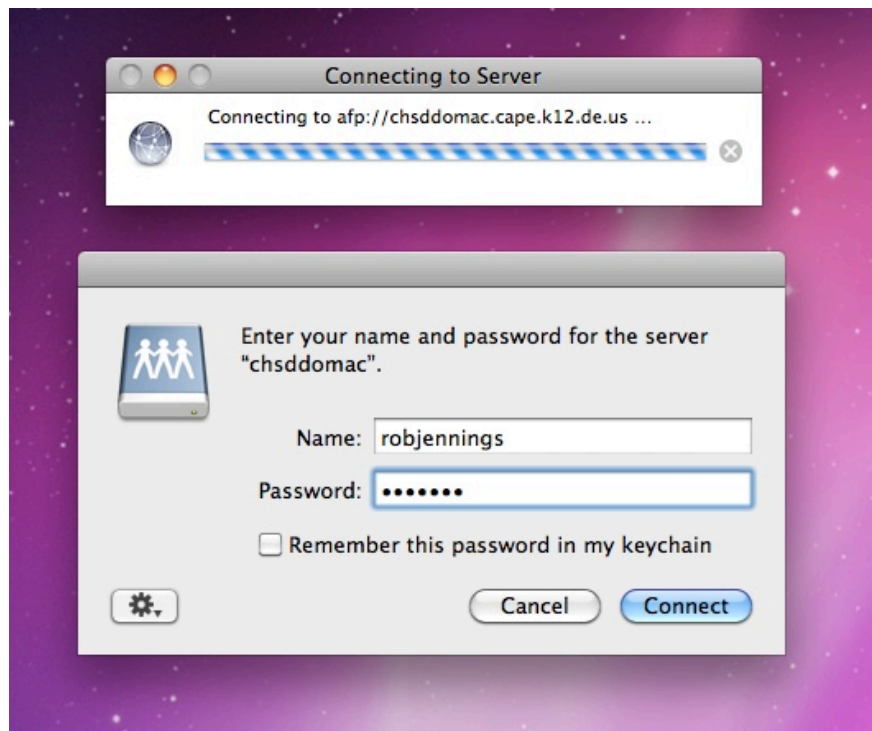 Connecting to Server
Connecting to afp://chsddomac.cape.k12.de.us ...
Enter your name and password for the server
“chsddomac”.
Name: robjennings
Password: •••••••
Remember this password in my keychain
Cancel Connect